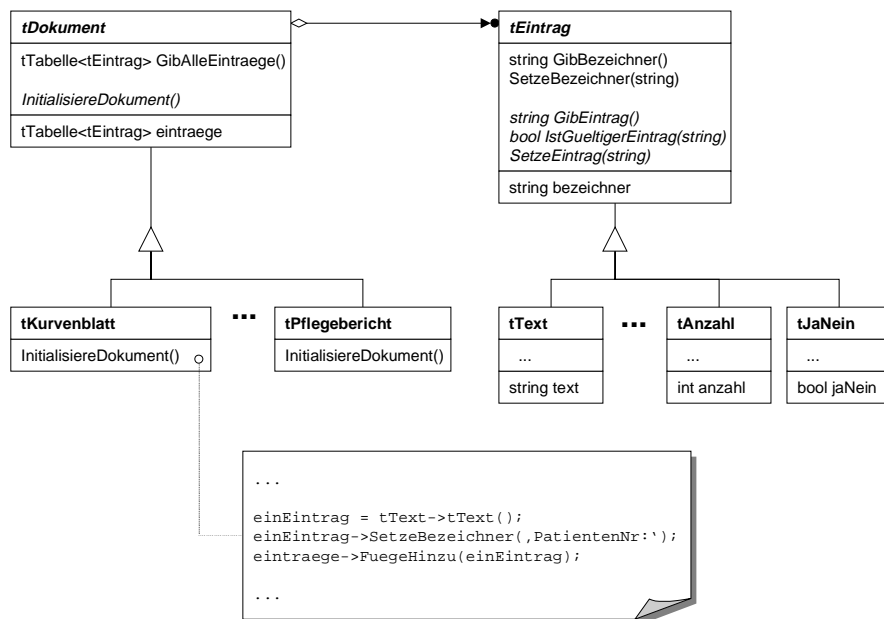 tDokument
tTabelle<tEintrag> GibAlleEintraege()
InitialisiereDokument()
tTabelle<tEintrag> eintraege
tEintrag
string GibBezeichner()
SetzeBezeichner(string)
string GibEintrag()
bool IstGueltigerEintrag(string)
SetzeEintrag(string)
string bezeichner
tKurvenblatt
InitialisiereDokument()
...
tPflegebericht
InitialisiereDokument()
tText
...
string text
...
tAnzahl
...
int anzahl
tJaNein
...
bool jaNein
...
einEintrag = tText->tText();
einEintrag->SetzeBezeichner(‚PatientenNr:‘);
eintraege->FuegeHinzu(einEintrag);
...